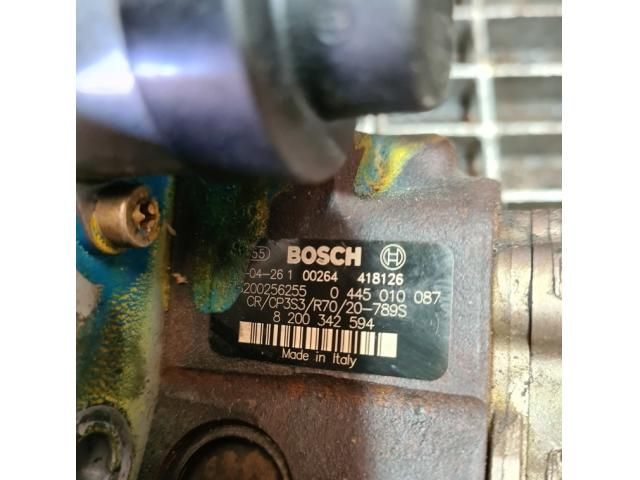 55 BOSCH
-04-26 1 00264 418126
8200256255 0 445 010 087
CR/CP3S3/R70/20-789S
8 200 342 594
Made in Italy